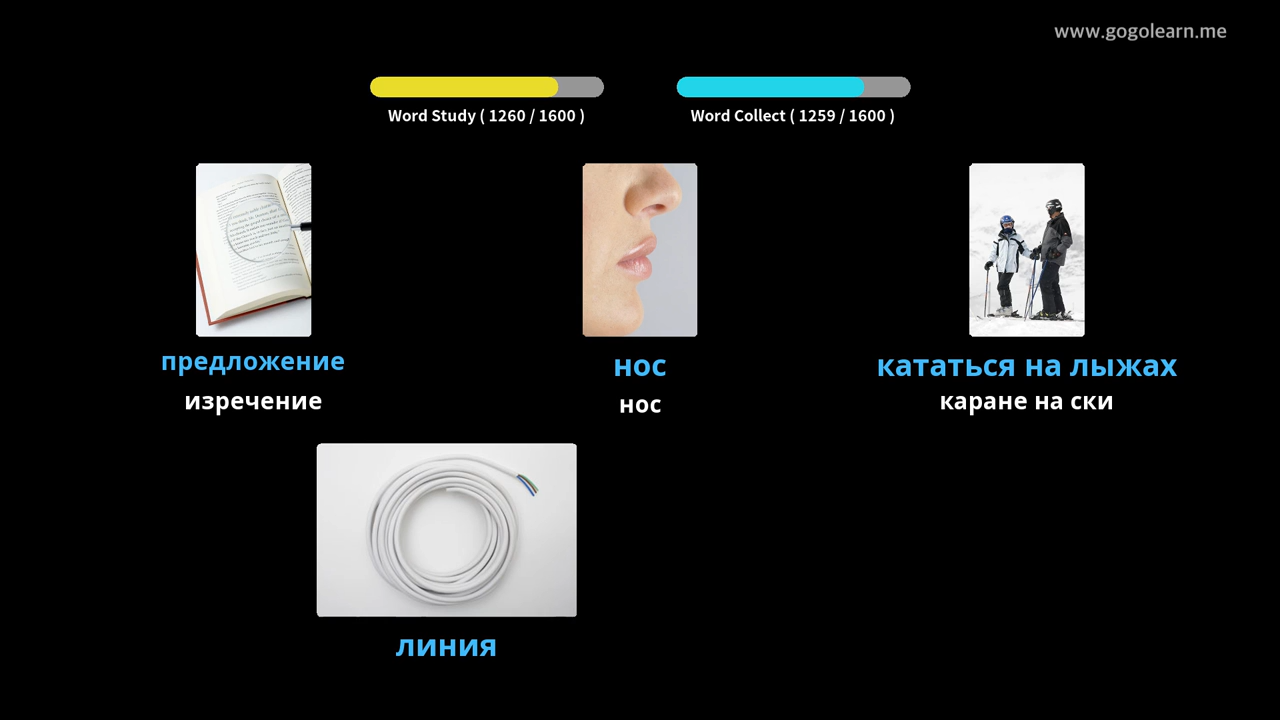 www.gogolearn.me
Word Study ( 1260 / 1600 )
Word Collect ( 1259 / 1600 )
предложение
изречение
нос
нос
кататься на лыжах
каране на ски
линия